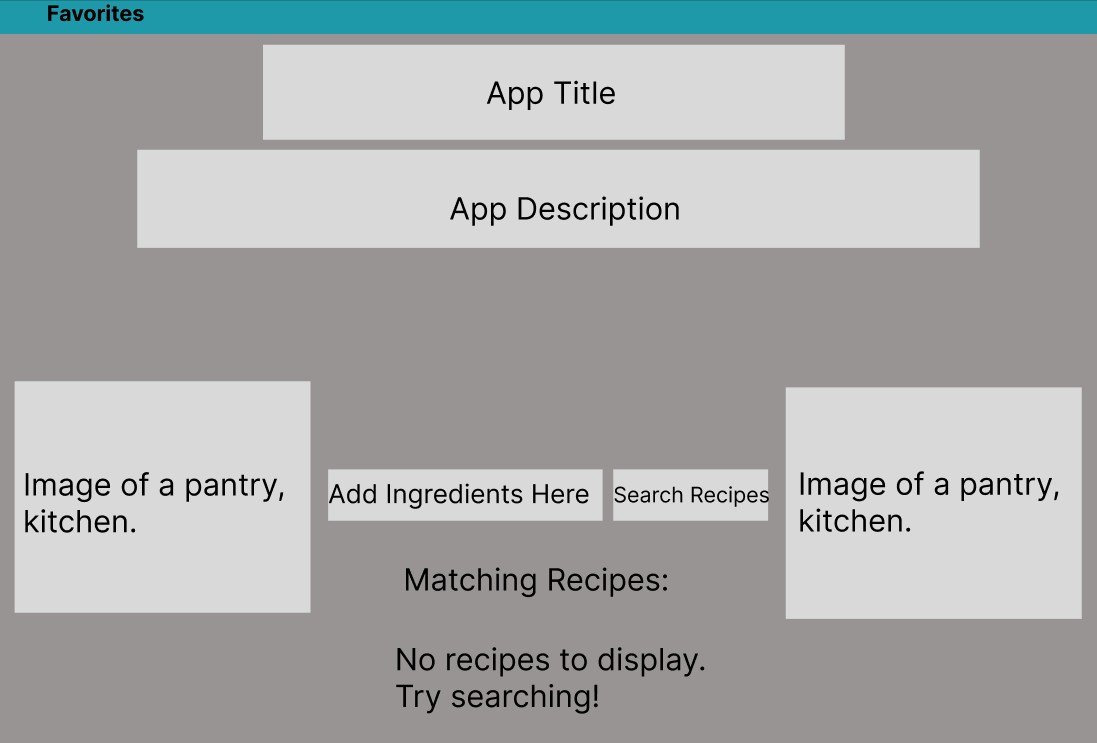 Favorites
App Title
App Description
Image of a pantry,
kitchen.
Add Ingredients Here
Search Recipes
Image of a pantry,
kitchen.
Matching Recipes:
No recipes to display.
Try searching!